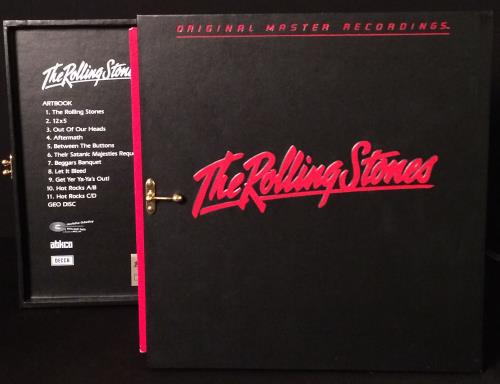 ORIGINAL MASTER RECORDINGS
The Rolling Stones
The Rolling Stones
ARTBOOK
1. The Rolling Stones
2. 12x5
3. Out Of Our Heads
4. Aftermath
5. Between The Buttons
6. Their Satanic Majesties Requ
7. Beggars Banquet
8. Let It Bleed
9. Get Yer Ya-Ya's Out!
10. Hot Rocks A/B
11. Hot Rocks C/D
GEO DISC
abkco
DECCA